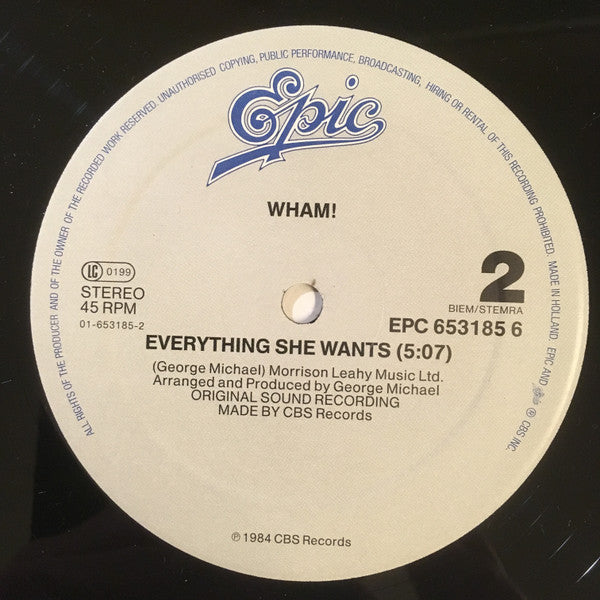 ALL RIGHTS OF THE PRODUCER AND OF THE OWNER OF THE RECORDED WORK RESERVED. UNAUTHORISED COPYING, PUBLIC PERFORMANCE, BROADCASTING, HIRING OR RENTAL OF THIS RECORDING PROHIBITED. MADE IN HOLLAND. EPIC AND Epic ® CBS INC.
Epic
WHAM!
LC 0199
STEREO
45 RPM
01-653185-2
2
BIEM/STEMRA
EPC 653185 6
EVERYTHING SHE WANTS (5:07)
(George Michael) Morrison Leahy Music Ltd.
Arranged and Produced by George Michael
ORIGINAL SOUND RECORDING
MADE BY CBS Records
℗ 1984 CBS Records